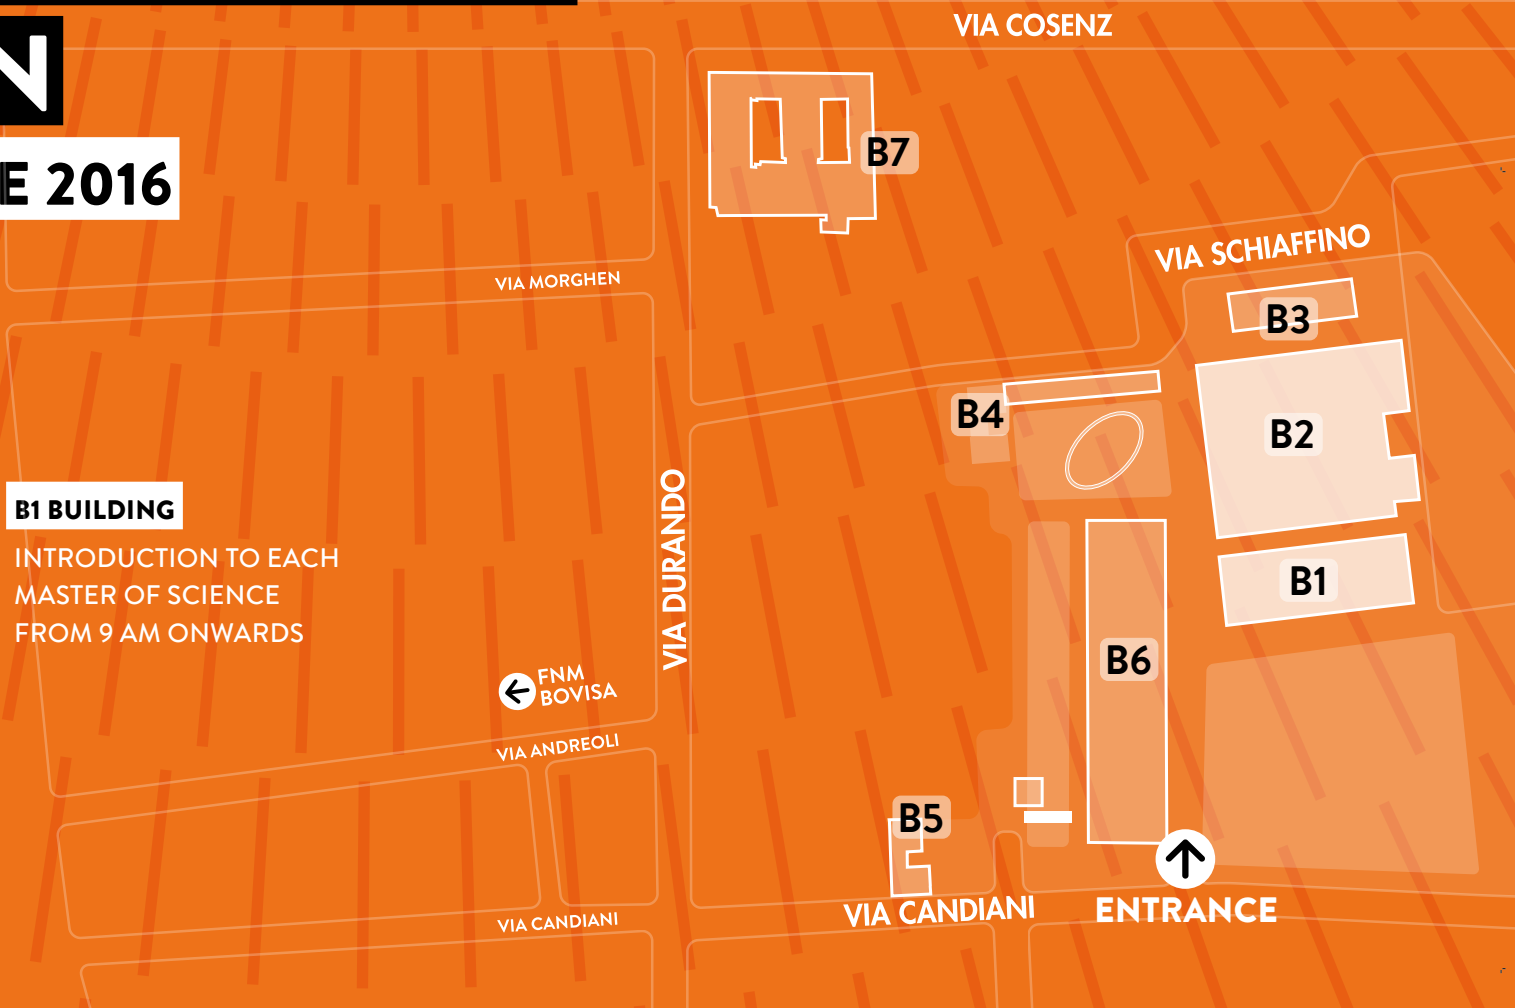 VIA COSENZ
N
E 2016
B7
VIA SCHIAFFINO
VIA MORGHEN
B3
B4
B2
B1 BUILDING
INTRODUCTION TO EACH
MASTER OF SCIENCE
FROM 9 AM ONWARDS
VIA DURANDO
B1
B6
FNM
BOVISA
VIA ANDREOLI
B5
VIA CANDIANI
VIA CANDIANI
ENTRANCE